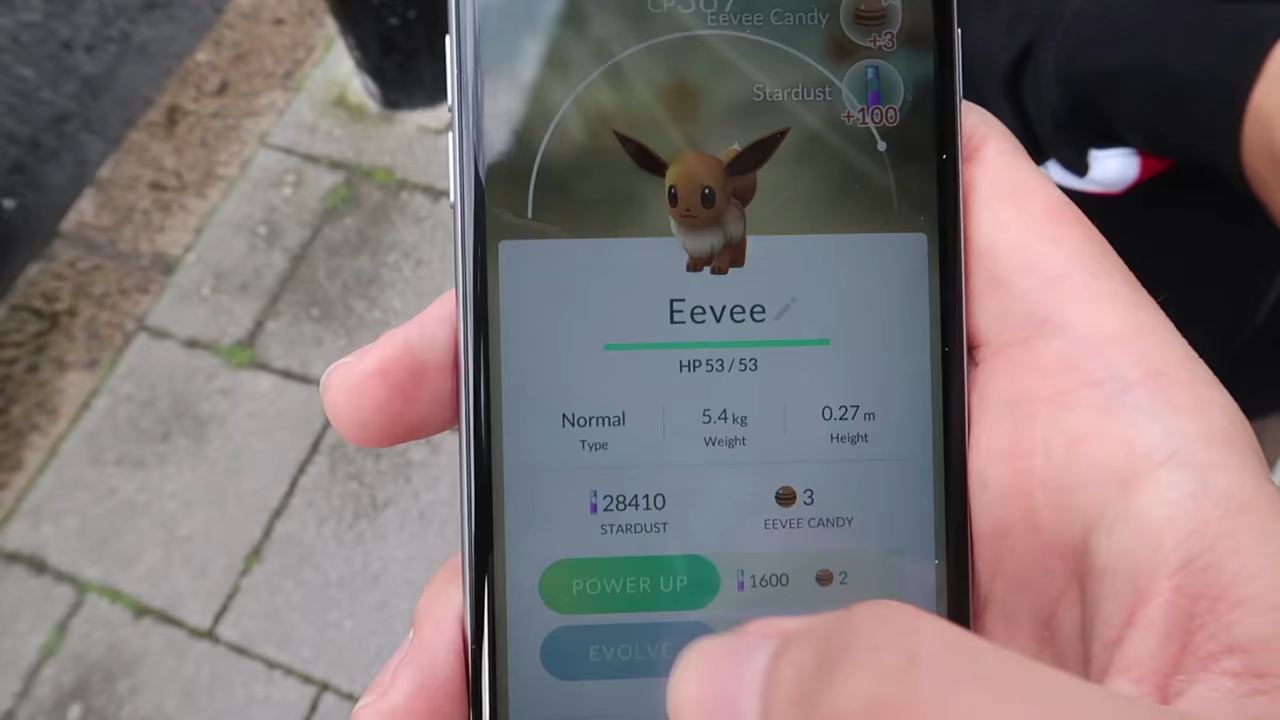 Eevee Candy
+3
Stardust
+100
Eevee
HP 53 / 53
Normal
5.4 kg
0.27 m
Type
Weight
Height
28410
3
STARDUST
EEVEE CANDY
POWER UP
1600
2
EVOLVE